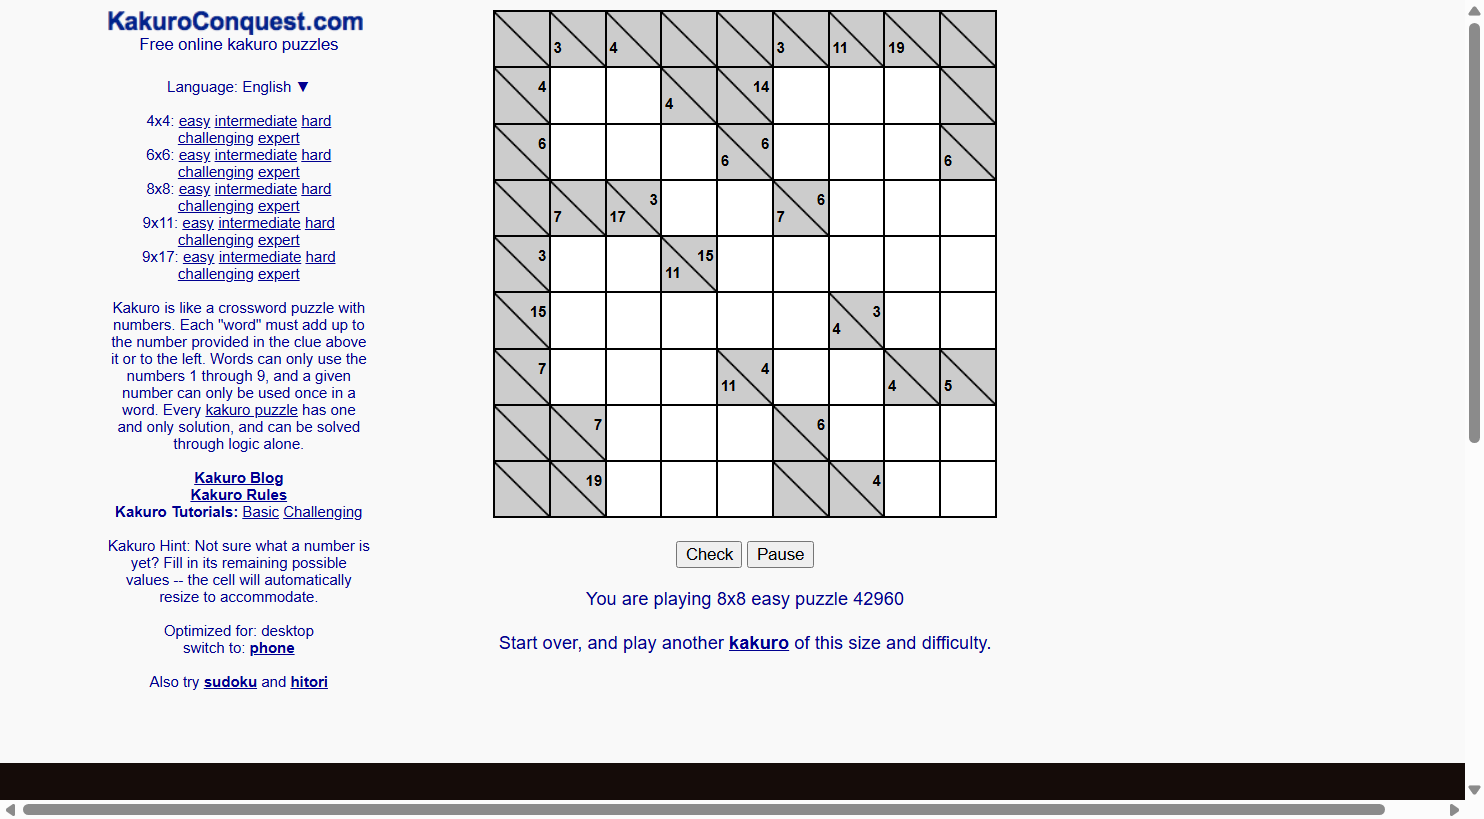 KakuroConquest.com
Free online kakuro puzzles
Language: English ▼
4x4: easy intermediate hard
challenging expert
6x6: easy intermediate hard
challenging expert
8x8: easy intermediate hard
challenging expert
9x11: easy intermediate hard
challenging expert
9x17: easy intermediate hard
challenging expert
Kakuro is like a crossword puzzle with
numbers. Each "word" must add up to
the number provided in the clue above
it or to the left. Words can only use the
numbers 1 through 9, and a given
number can only be used once in a
word. Every kakuro puzzle has one
and only solution, and can be solved
through logic alone.
Kakuro Blog
Kakuro Rules
Kakuro Tutorials: Basic Challenging
Kakuro Hint: Not sure what a number is
yet? Fill in its remaining possible
values -- the cell will automatically
resize to accommodate.
Optimized for: desktop
switch to: phone
Also try sudoku and hitori
3 4 3 11 19
4 4 14
6 6 6 6
7 17 3 7 6
3 11 15
15 4 3
7 11 4 4 5
7 6
19 4
Check Pause
You are playing 8x8 easy puzzle 42960
Start over, and play another kakuro of this size and difficulty.